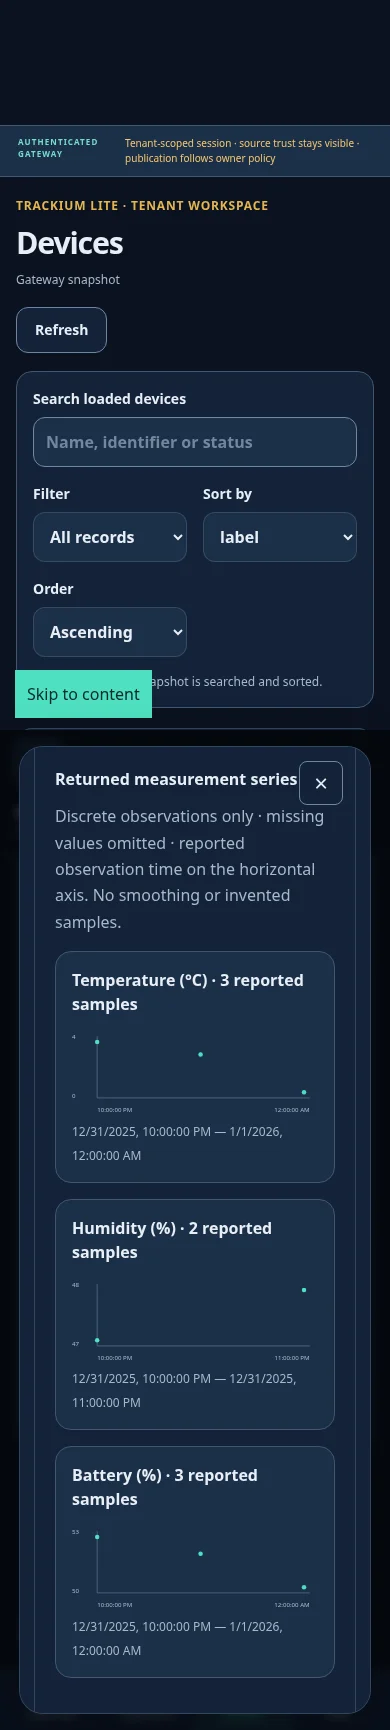 AUTHENTICATED
GATEWAY
Tenant-scoped session · source trust stays visible ·
publication follows owner policy
TRACKIUM LITE · TENANT WORKSPACE
Devices
Gateway snapshot
Refresh
Search loaded devices
Name, identifier or status
Filter
Sort by
All records
label
Order
Ascending
Skip to content
apshot is searched and sorted.
Returned measurement series
×
Discrete observations only · missing
values omitted · reported
observation time on the horizontal
axis. No smoothing or invented
samples.
Temperature (°C) · 3 reported
samples
4
0
10:00:00 PM
12:00:00 AM
12/31/2025, 10:00:00 PM — 1/1/2026,
12:00:00 AM
Humidity (%) · 2 reported
samples
48
47
10:00:00 PM
11:00:00 PM
12/31/2025, 10:00:00 PM — 12/31/2025,
11:00:00 PM
Battery (%) · 3 reported
samples
53
50
10:00:00 PM
12:00:00 AM
12/31/2025, 10:00:00 PM — 1/1/2026,
12:00:00 AM